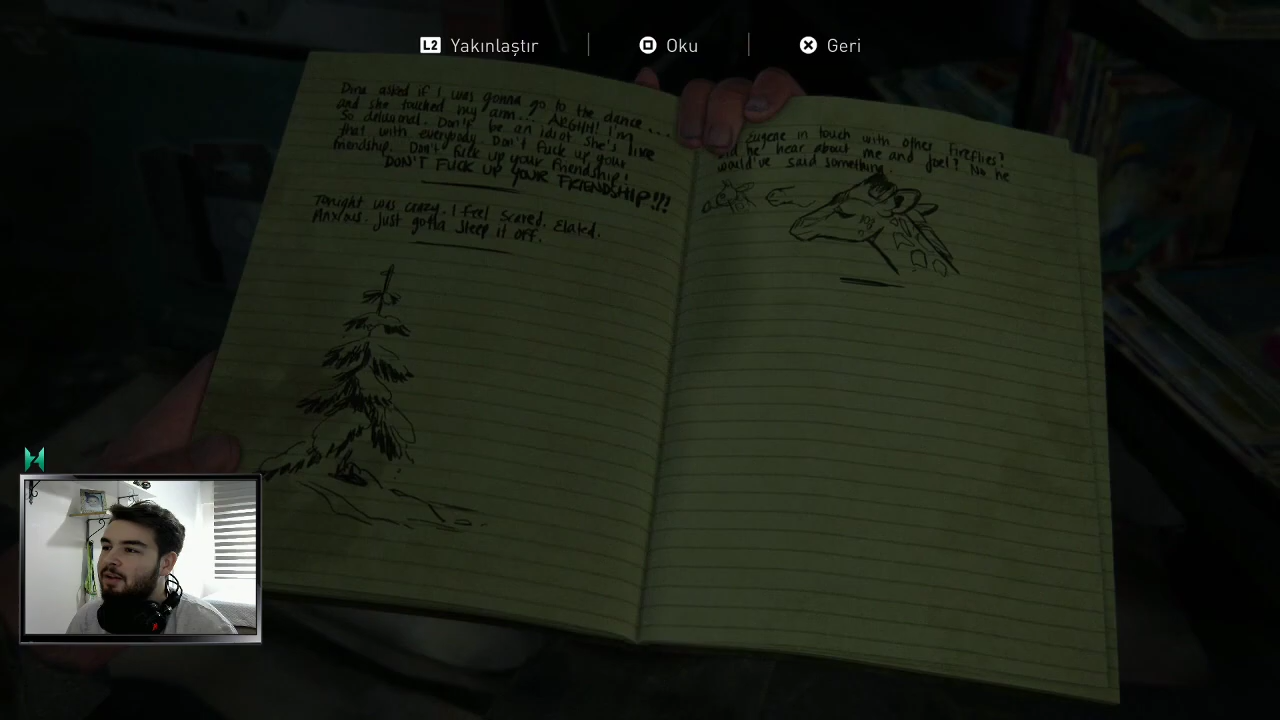 L2 Yakınlaştır
Oku
Geri
Dina asked if I was gonna go to the dance...
and she touched my arm... ARGHH! I'm
so delusional. Don't be an idiot. She's like
that with everybody. Don't fuck up your
friendship. Don't fuck up your friendship!
DON'T FUCK UP YOUR FRIENDSHIP!!!
Tonight was crazy. I feel scared. Elated.
Anxious. Just gotta sleep it off.
Eugene in touch with other fireflies?
he hear about me and Joel? No he
would've said something.